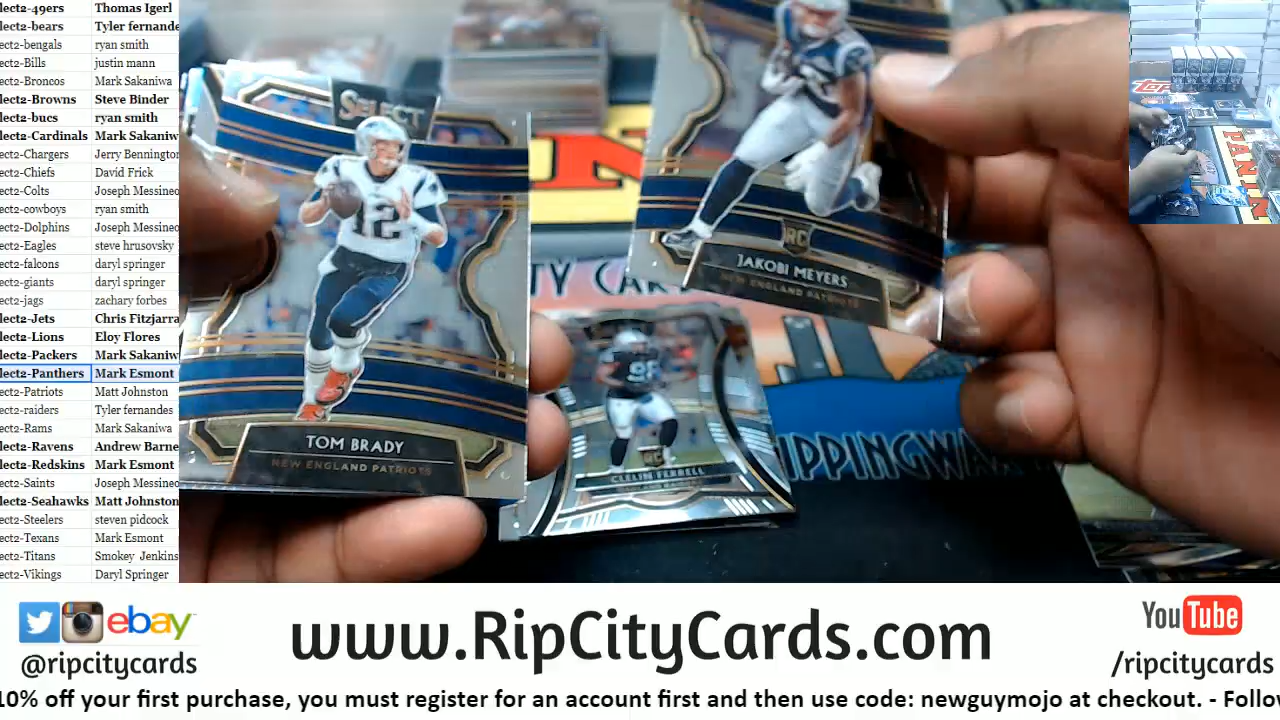 lect2-49ers Thomas Igerl
lect2-bears Tyler fernande
ect2-bengals ryan smith
ect2-Bills justin mann
ect2-Broncos Mark Sakaniwa
lect2-Browns Steve Binder
lect2-bucs ryan smith
lect2-Cardinals Mark Sakaniw
ect2-Chargers Jerry Bennington
ect2-Chiefs David Frick
ect2-Colts Joseph Messineo
ect2-cowboys ryan smith
ect2-Dolphins Joseph Messineo
ect2-Eagles steve hrusovsky
ect2-falcons daryl springer
ect2-giants daryl springer
ect2-jags zachary forbes
lect2-Jets Chris Fitzjarra
lect2-Lions Eloy Flores
lect2-Packers Mark Sakaniw
lect2-Panthers Mark Esmont
ect2-Patriots Matt Johnston
ect2-raiders Tyler fernandes
ect2-Rams Mark Sakaniwa
lect2-Ravens Andrew Barne
lect2-Redskins Mark Esmont
ect2-Saints Joseph Messineo
lect2-Seahawks Matt Johnston
ect2-Steelers steven pidcock
ect2-Texans Mark Esmont
ect2-Titans Smokey Jenkins
ect2-Vikings Daryl Springer
SELECT
12
TOM BRADY
NEW ENGLAND PATRIOTS
RC
JAKOBI MEYERS
NEW ENGLAND PATRIOTS
TY CAR
RC
CLELIN FERRELL
IPPINGWAX
Topps
PANINI
ebay
@ripcitycards
www.RipCityCards.com
YouTube
/ripcitycards
10% off your first purchase, you must register for an account first and then use code: newguymojo at checkout. - Follow